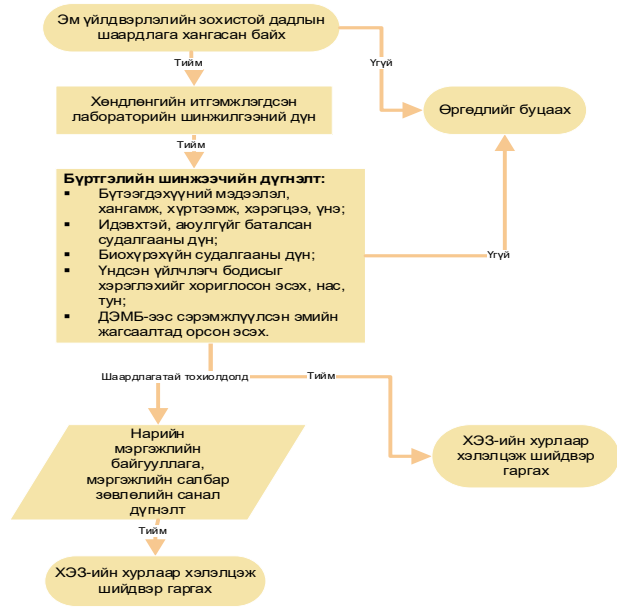 Эм үйлдвэрлэлийн зохистой дадлын
шаардлага хангасан байх
Тийм
Үгүй
Хөндлөнгийн итгэмжлэгдсэн
лабораторийн шинжилгээний дүн
Өргөдлийг буцаах
Тийм
Бүртгэлийн шинжээчийн дүгнэлт:
▪ Бүтээгдэхүүний мэдээлэл,
хангамж, хүртээмж, хэрэгцээ, үнэ;
▪ Идэвхтэй, аюулгүйг баталсан
судалгааны дүн;
▪ Биохүрэхүйн судалгааны дүн;
▪ Үндсэн үйлчлэгч бодисыг
хэрэглэхийг хориглосон эсэх, нас,
тун;
▪ ДЭМБ-ээс сэрэмжлүүлсэн эмийн
жагсаалтад орсон эсэх.
Үгүй
Шаардлагатай тохиолдолд
Тийм
Нарийн
мэргэжлийн
байгууллага,
мэргэжлийн салбар
зөвлөлийн санал
дүгнэлт
ХЭЗ-ийн хурлаар
хэлэлцэж шийдвэр
гаргах
Тийм
ХЭЗ-ийн хурлаар хэлэлцэж
шийдвэр гаргах